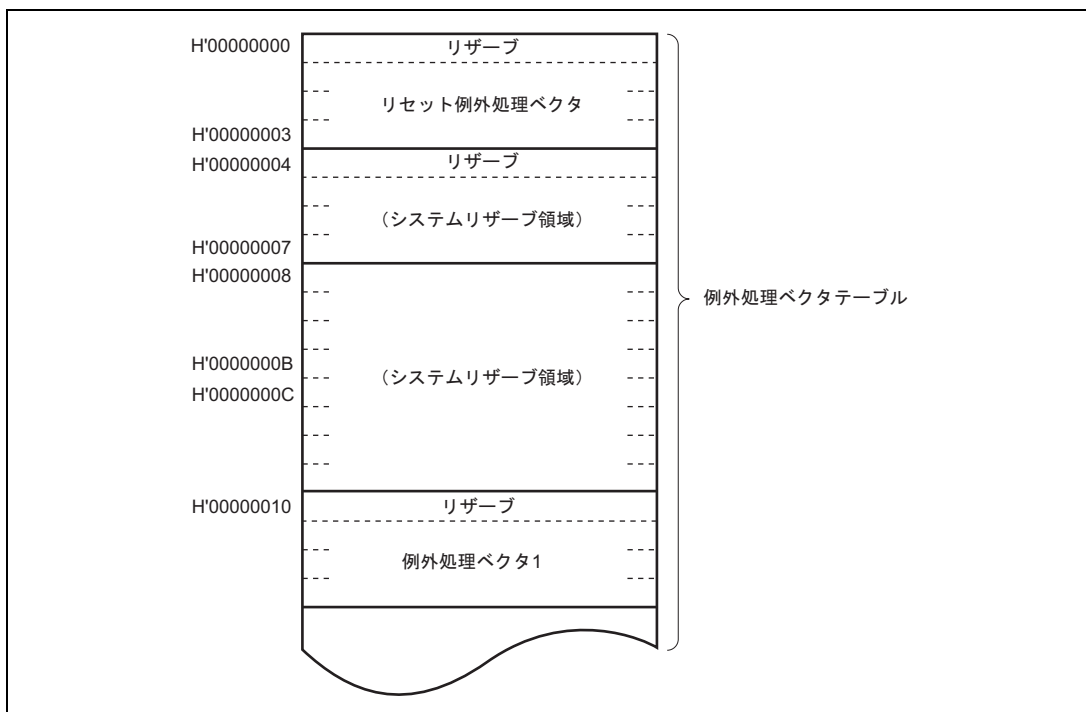 H'00000000
リザーブ
リセット例外処理ベクタ
H'00000003
H'00000004
リザーブ
(システムリザーブ領域)
H'00000007
H'00000008
例外処理ベクタテーブル
H'0000000B
(システムリザーブ領域)
H'0000000C
H'00000010
リザーブ
例外処理ベクタ1